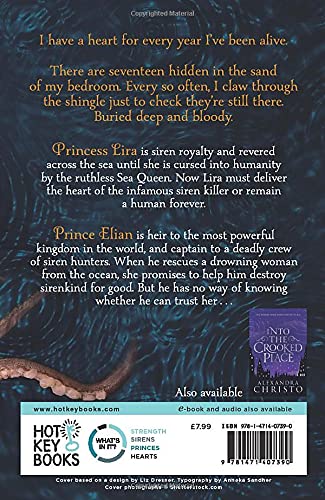 I have a heart for every year I've been alive.
There are seventeen hidden in the sand
of my bedroom. Every so often, I claw through
the shingle just to check they're still there.
Buried deep and bloody.
Princess Lira is siren royalty and revered
across the sea until she is cursed into humanity
by the ruthless Sea Queen. Now Lira must deliver
the heart of the infamous siren killer or remain
a human forever.
Prince Elian is heir to the most powerful
kingdom in the world, and captain to a deadly crew
of siren hunters. When he rescues a drowning woman
from the ocean, she promises to help him destroy
sirenkind for good. But he has no way of knowing
whether he can trust her...
INTO
THE
CROOKED
PLACE
ALEXANDRA
CHRISTO
Also available
hotkeybooks.com
e-book and audio also available
HOT
KEY
BOOKS
WHAT'S
IN IT?
STRENGTH
SIRENS
PRINCES
HEARTS
£7.99
ISBN 978-1-4714-0739-0
9 781471 407390
Cover based on a design by Liz Dresner. Typography by Anneka Sandher
Cover photographs © Shutterstock.com